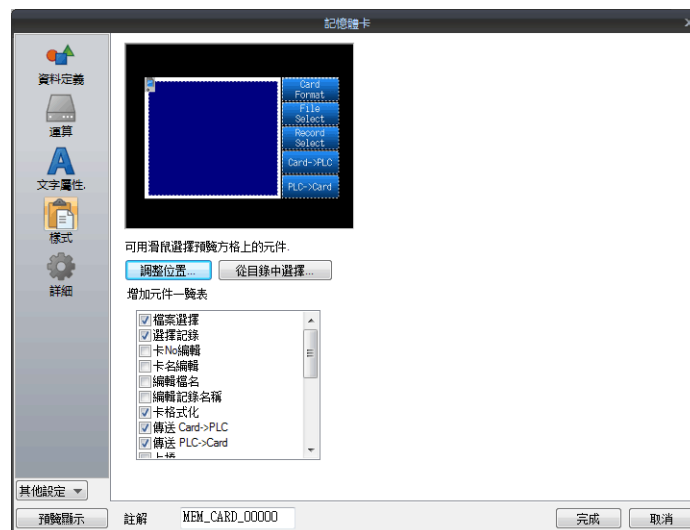 記憶體卡
資料定義
運算
文字屬性.
樣式
詳細
Card
Format
File
Select
Record
Select
Card->PLC
PLC->Card
可用滑鼠選擇預覽方格上的元件.
調整位置...
從目錄中選擇...
增加元件一覽表
檔案選擇
選擇記錄
卡No編輯
卡名編輯
編輯檔名
編輯記錄名稱
卡格式化
傳送 Card->PLC
傳送 PLC->Card
其他設定
預覽顯示
註解
MEM_CARD_00000
完成
取消